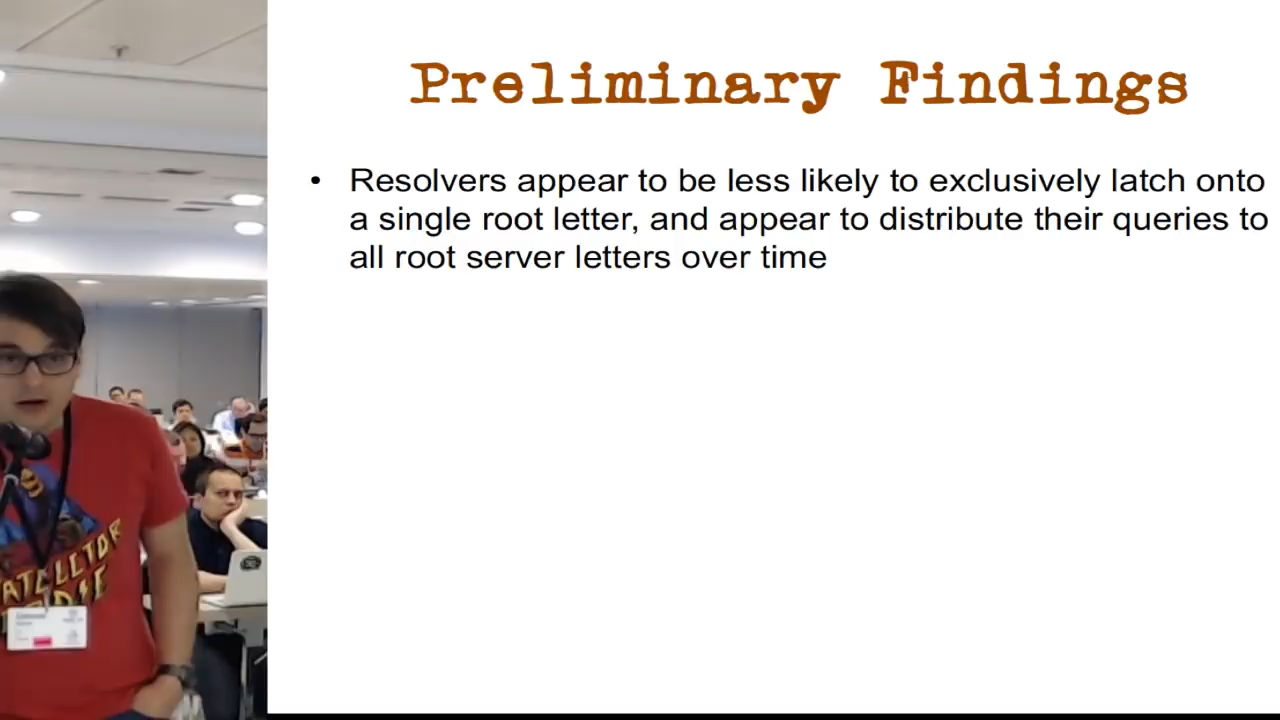 Preliminary Findings
• Resolvers appear to be less likely to exclusively latch onto
a single root letter, and appear to distribute their queries to
all root server letters over time